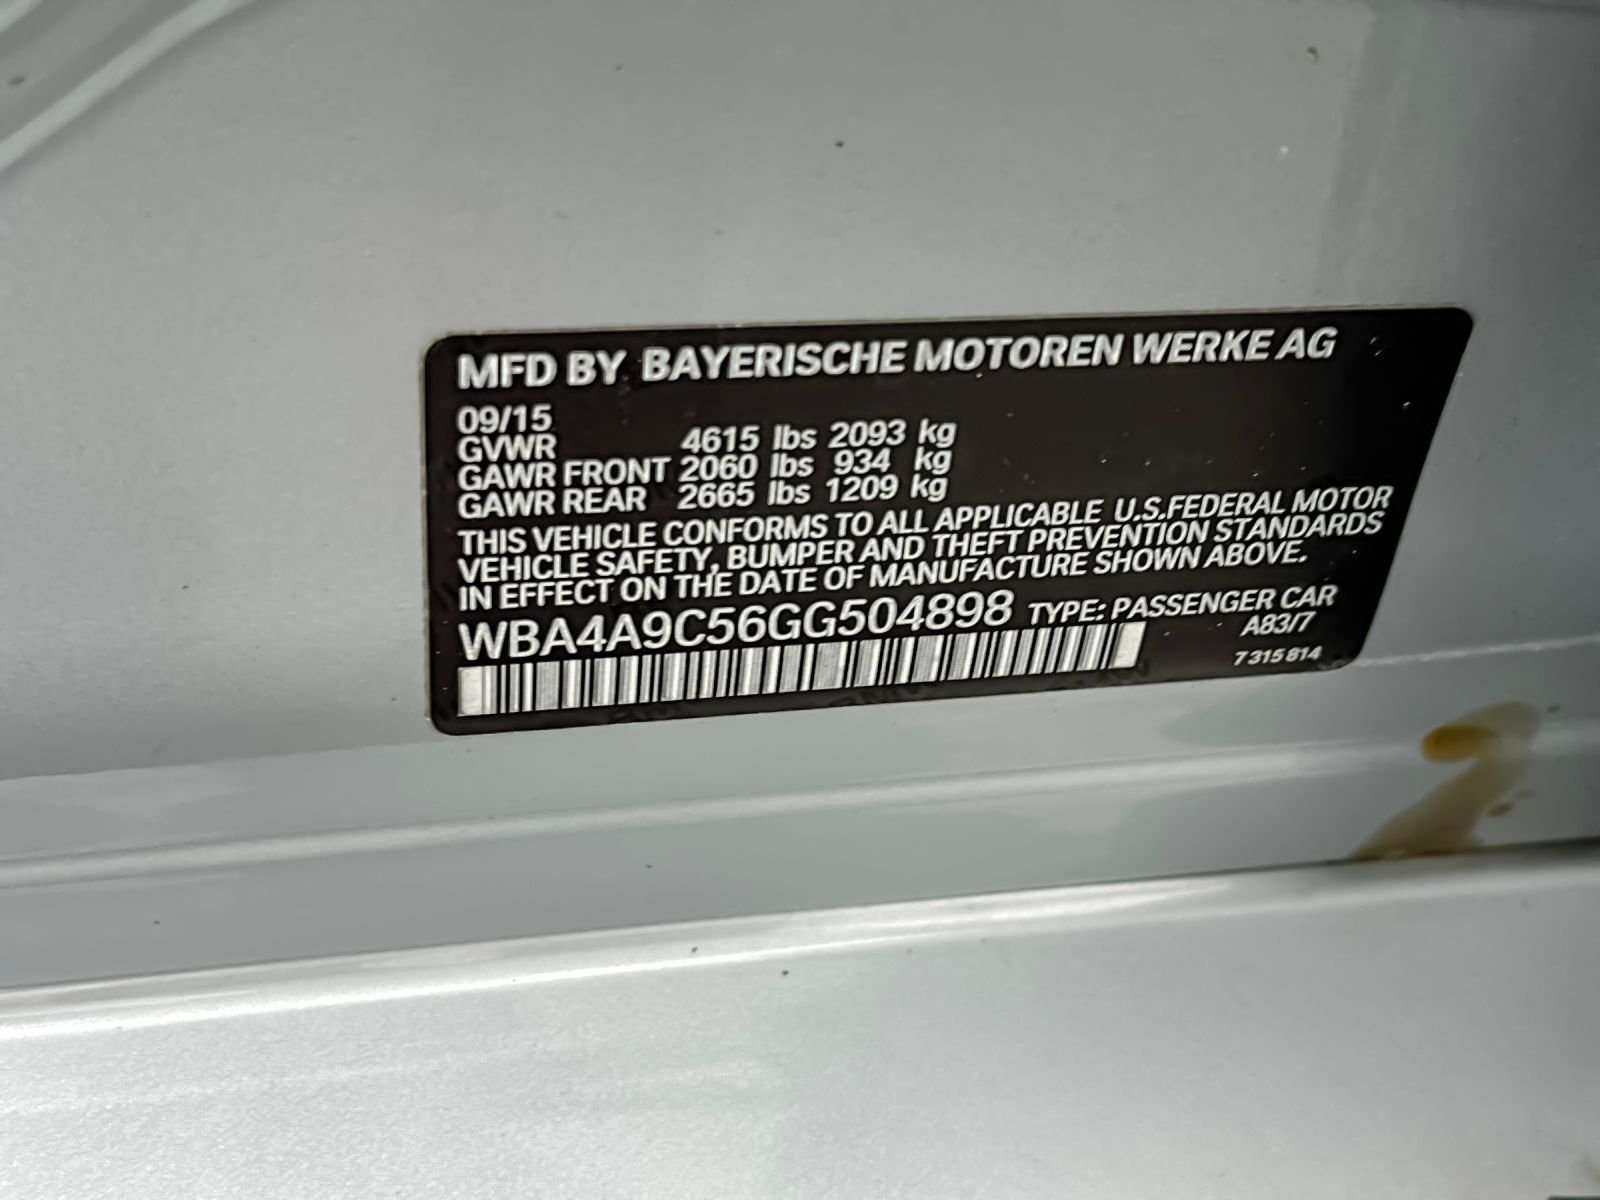 MFD BY BAYERISCHE MOTOREN WERKE AG
09/15
GVWR 4615 lbs 2093 kg
GAWR FRONT 2060 lbs 934 kg
GAWR REAR 2665 lbs 1209 kg
THIS VEHICLE CONFORMS TO ALL APPLICABLE U.S.FEDERAL MOTOR
VEHICLE SAFETY, BUMPER AND THEFT PREVENTION STANDARDS
IN EFFECT ON THE DATE OF MANUFACTURE SHOWN ABOVE.
WBA4A9C56GG504898 TYPE: PASSENGER CAR
A83/7
7 315 814